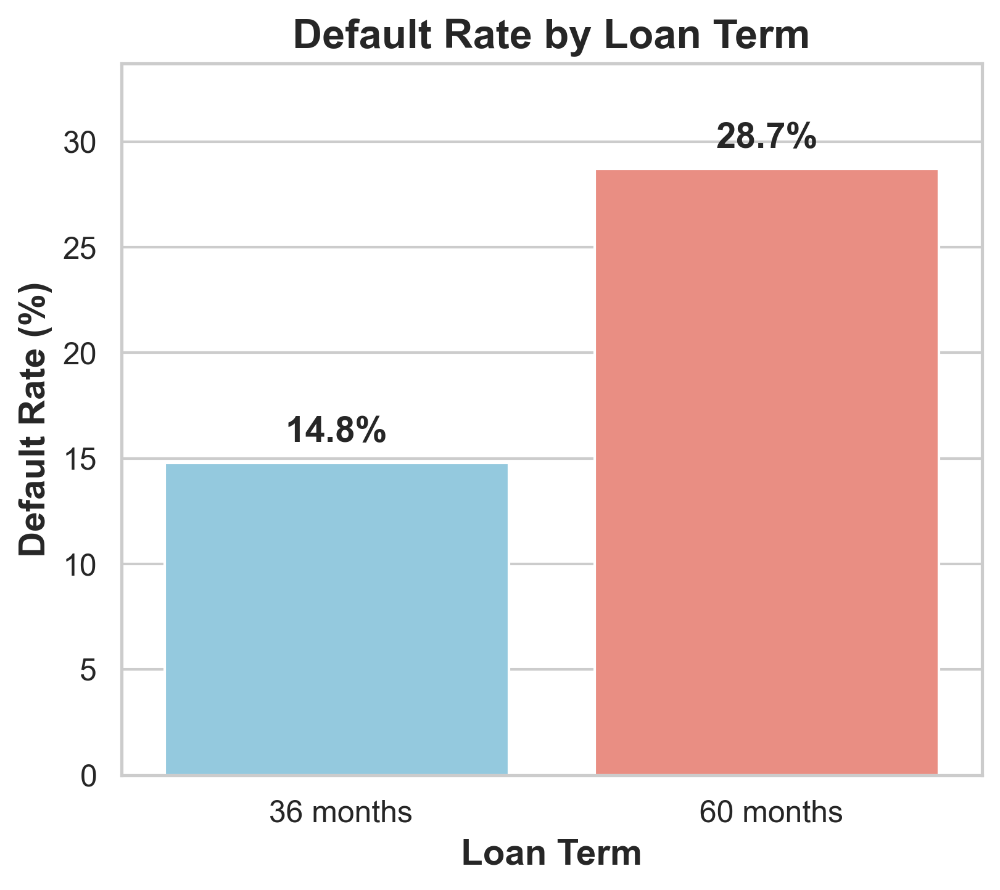 Default Rate by Loan Term
Default Rate (%)
30
25
20
15
10
5
0
28.7%
14.8%
36 months
60 months
Loan Term